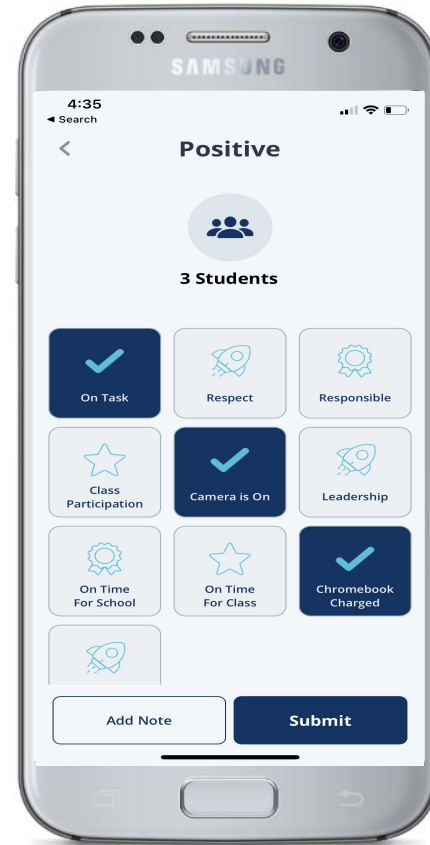 SAMSUNG
4:35
◄ Search
Positive
3 Students
On Task
Respect
Responsible
Class
Participation
Camera is On
Leadership
On Time
For School
On Time
For Class
Chromebook
Charged
Add Note
Submit